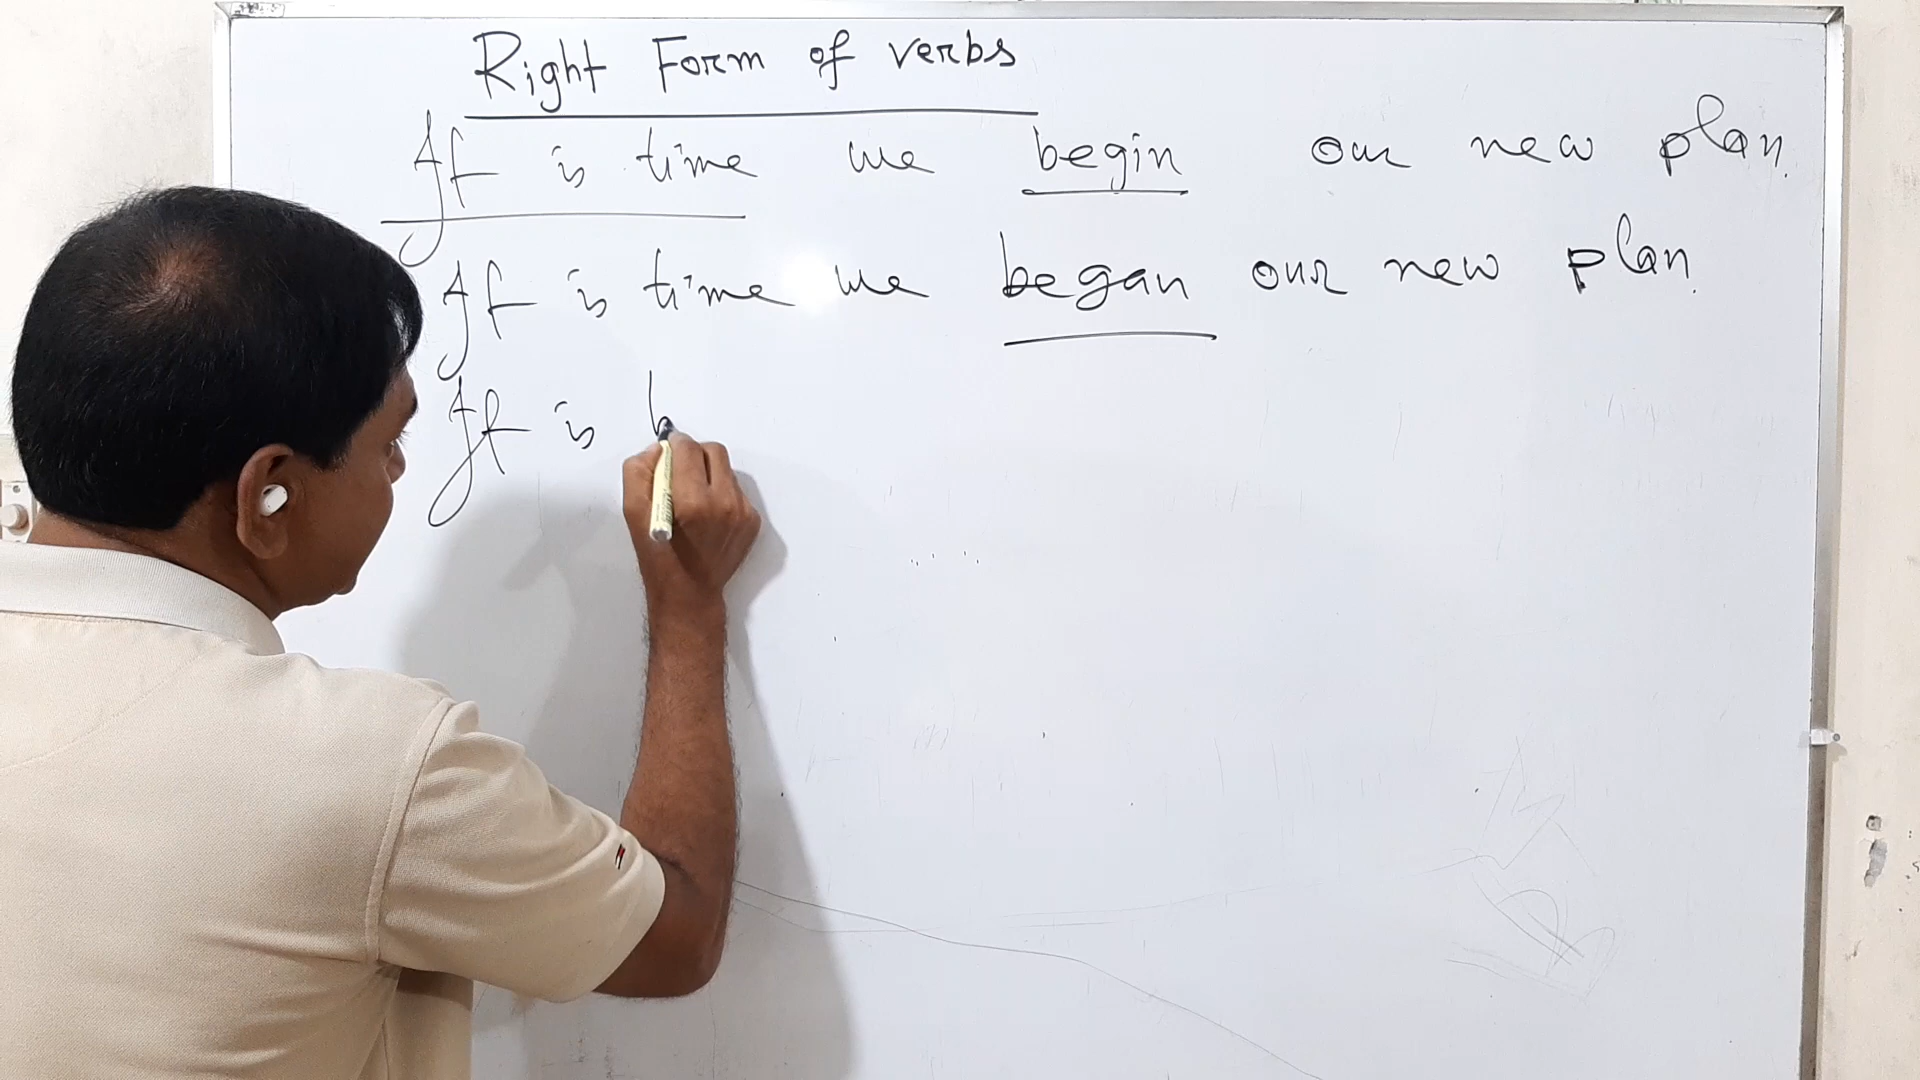 Right Form of verbs
It is time we begin our new plan.
It is time we began our new plan.
It is h